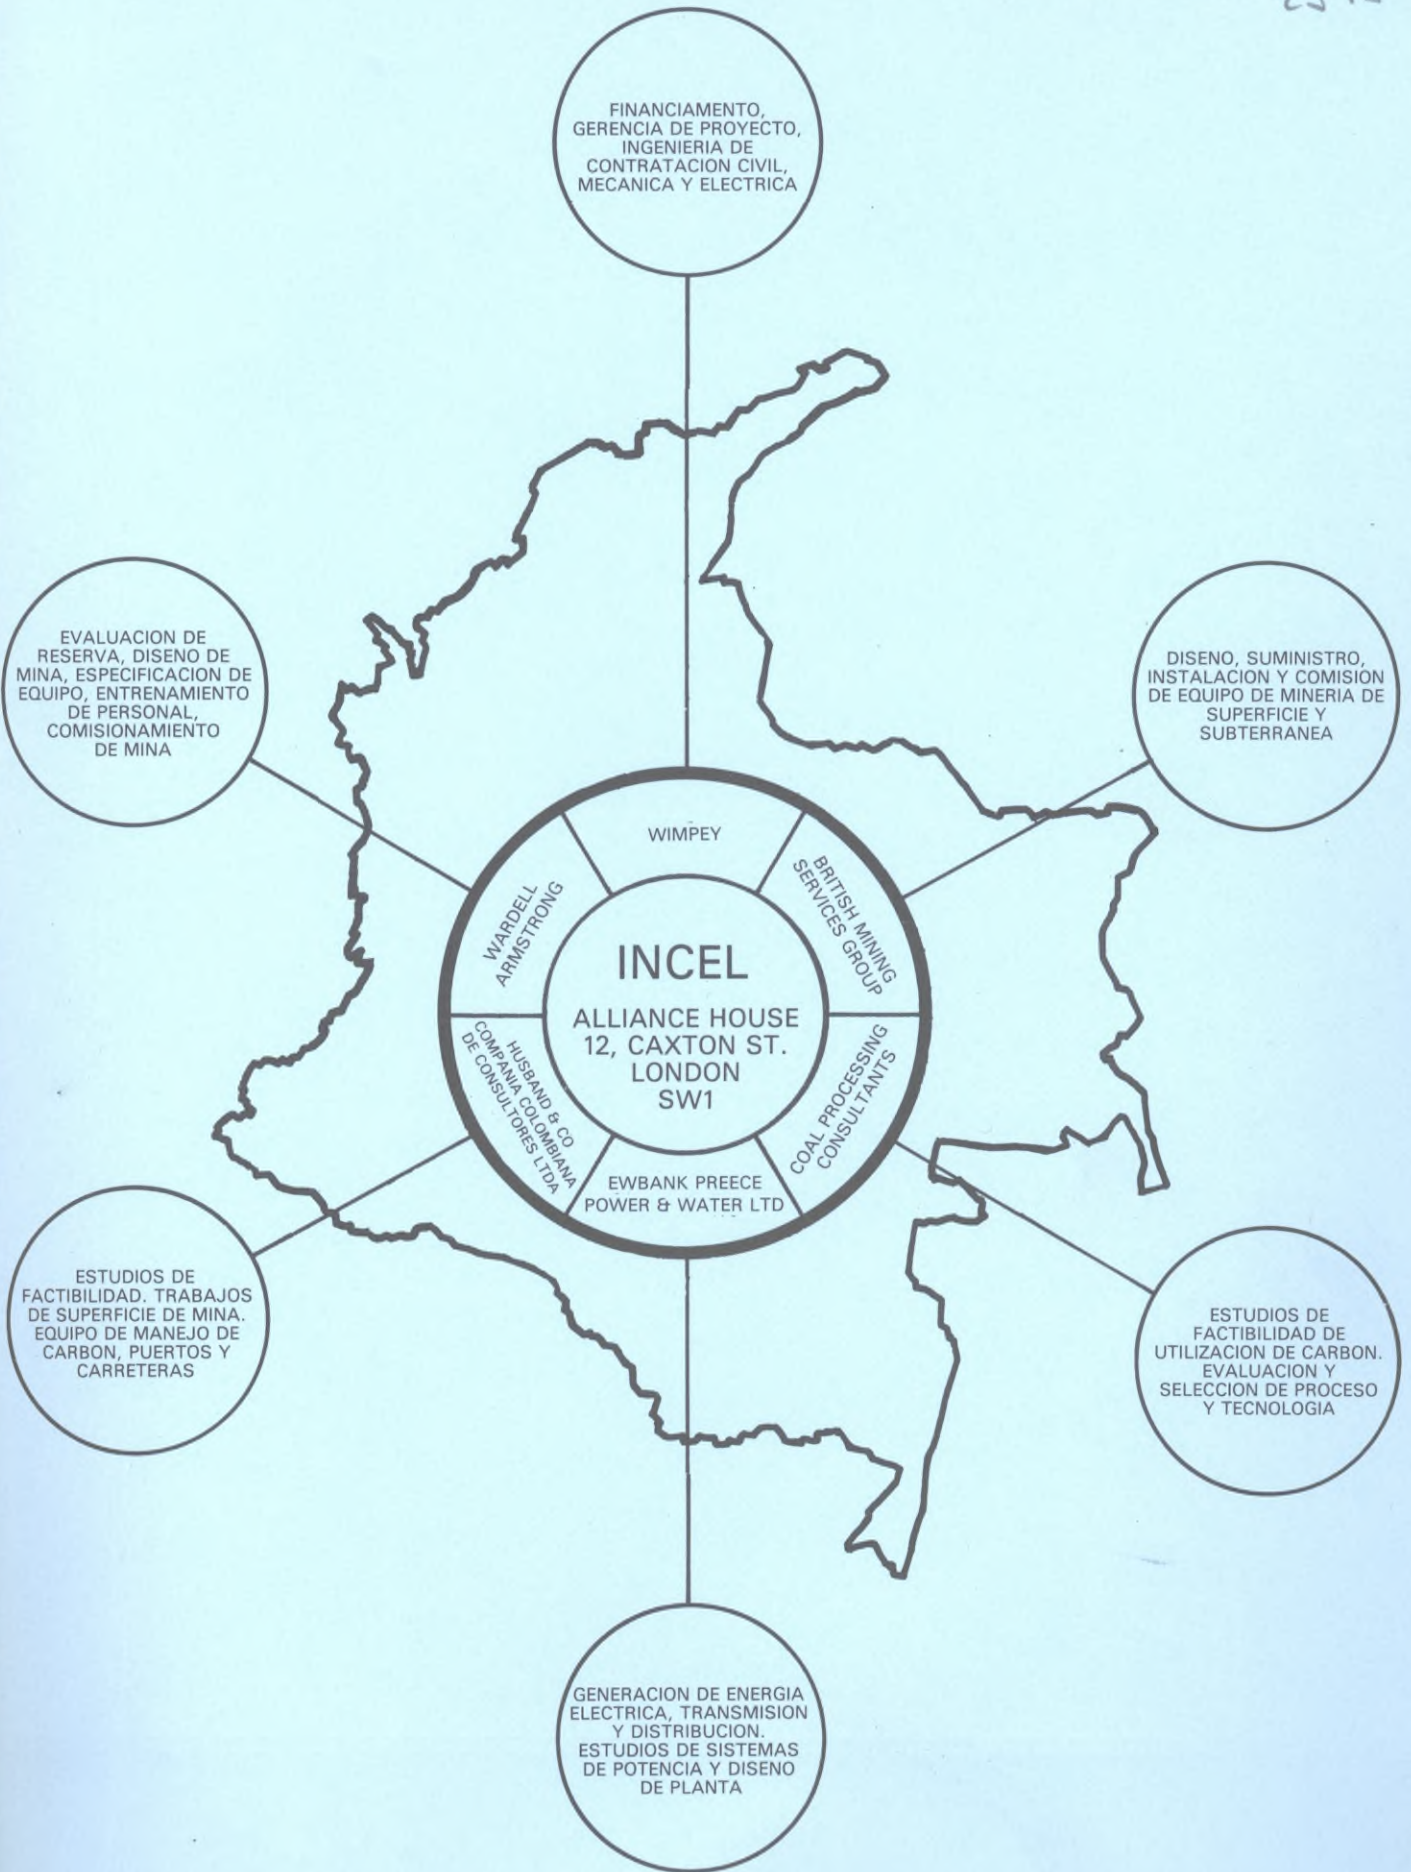 FINANCIAMENTO,
GERENCIA DE PROYECTO,
INGENIERIA DE
CONTRATACION CIVIL,
MECANICA Y ELECTRICA
EVALUACION DE
RESERVA, DISENO DE
MINA, ESPECIFICACION DE
EQUIPO, ENTRENAMIENTO
DE PERSONAL,
COMISIONAMIENTO
DE MINA
DISENO, SUMINISTRO,
INSTALACION Y COMISION
DE EQUIPO DE MINERIA DE
SUPERFICIE Y
SUBTERRANEA
WIMPEY
WARDELL
ARMSTRONG
BRITISH MINING
SERVICES GROUP
INCEL
ALLIANCE HOUSE
12, CAXTON ST.
LONDON
SW1
HUSBAND & CO
COMPANIA COLOMBIANA
DE CONSULTORES LTDA
COAL PROCESSING
CONSULTANTS
EWBANK PREECE
POWER & WATER LTD
ESTUDIOS DE
FACTIBILIDAD. TRABAJOS
DE SUPERFICIE DE MINA.
EQUIPO DE MANEJO DE
CARBON, PUERTOS Y
CARRETERAS
ESTUDIOS DE
FACTIBILIDAD DE
UTILIZACION DE CARBON.
EVALUACION Y
SELECCION DE PROCESO
Y TECNOLOGIA
GENERACION DE ENERGIA
ELECTRICA, TRANSMISION
Y DISTRIBUCION.
ESTUDIOS DE SISTEMAS
DE POTENCIA Y DISENO
DE PLANTA